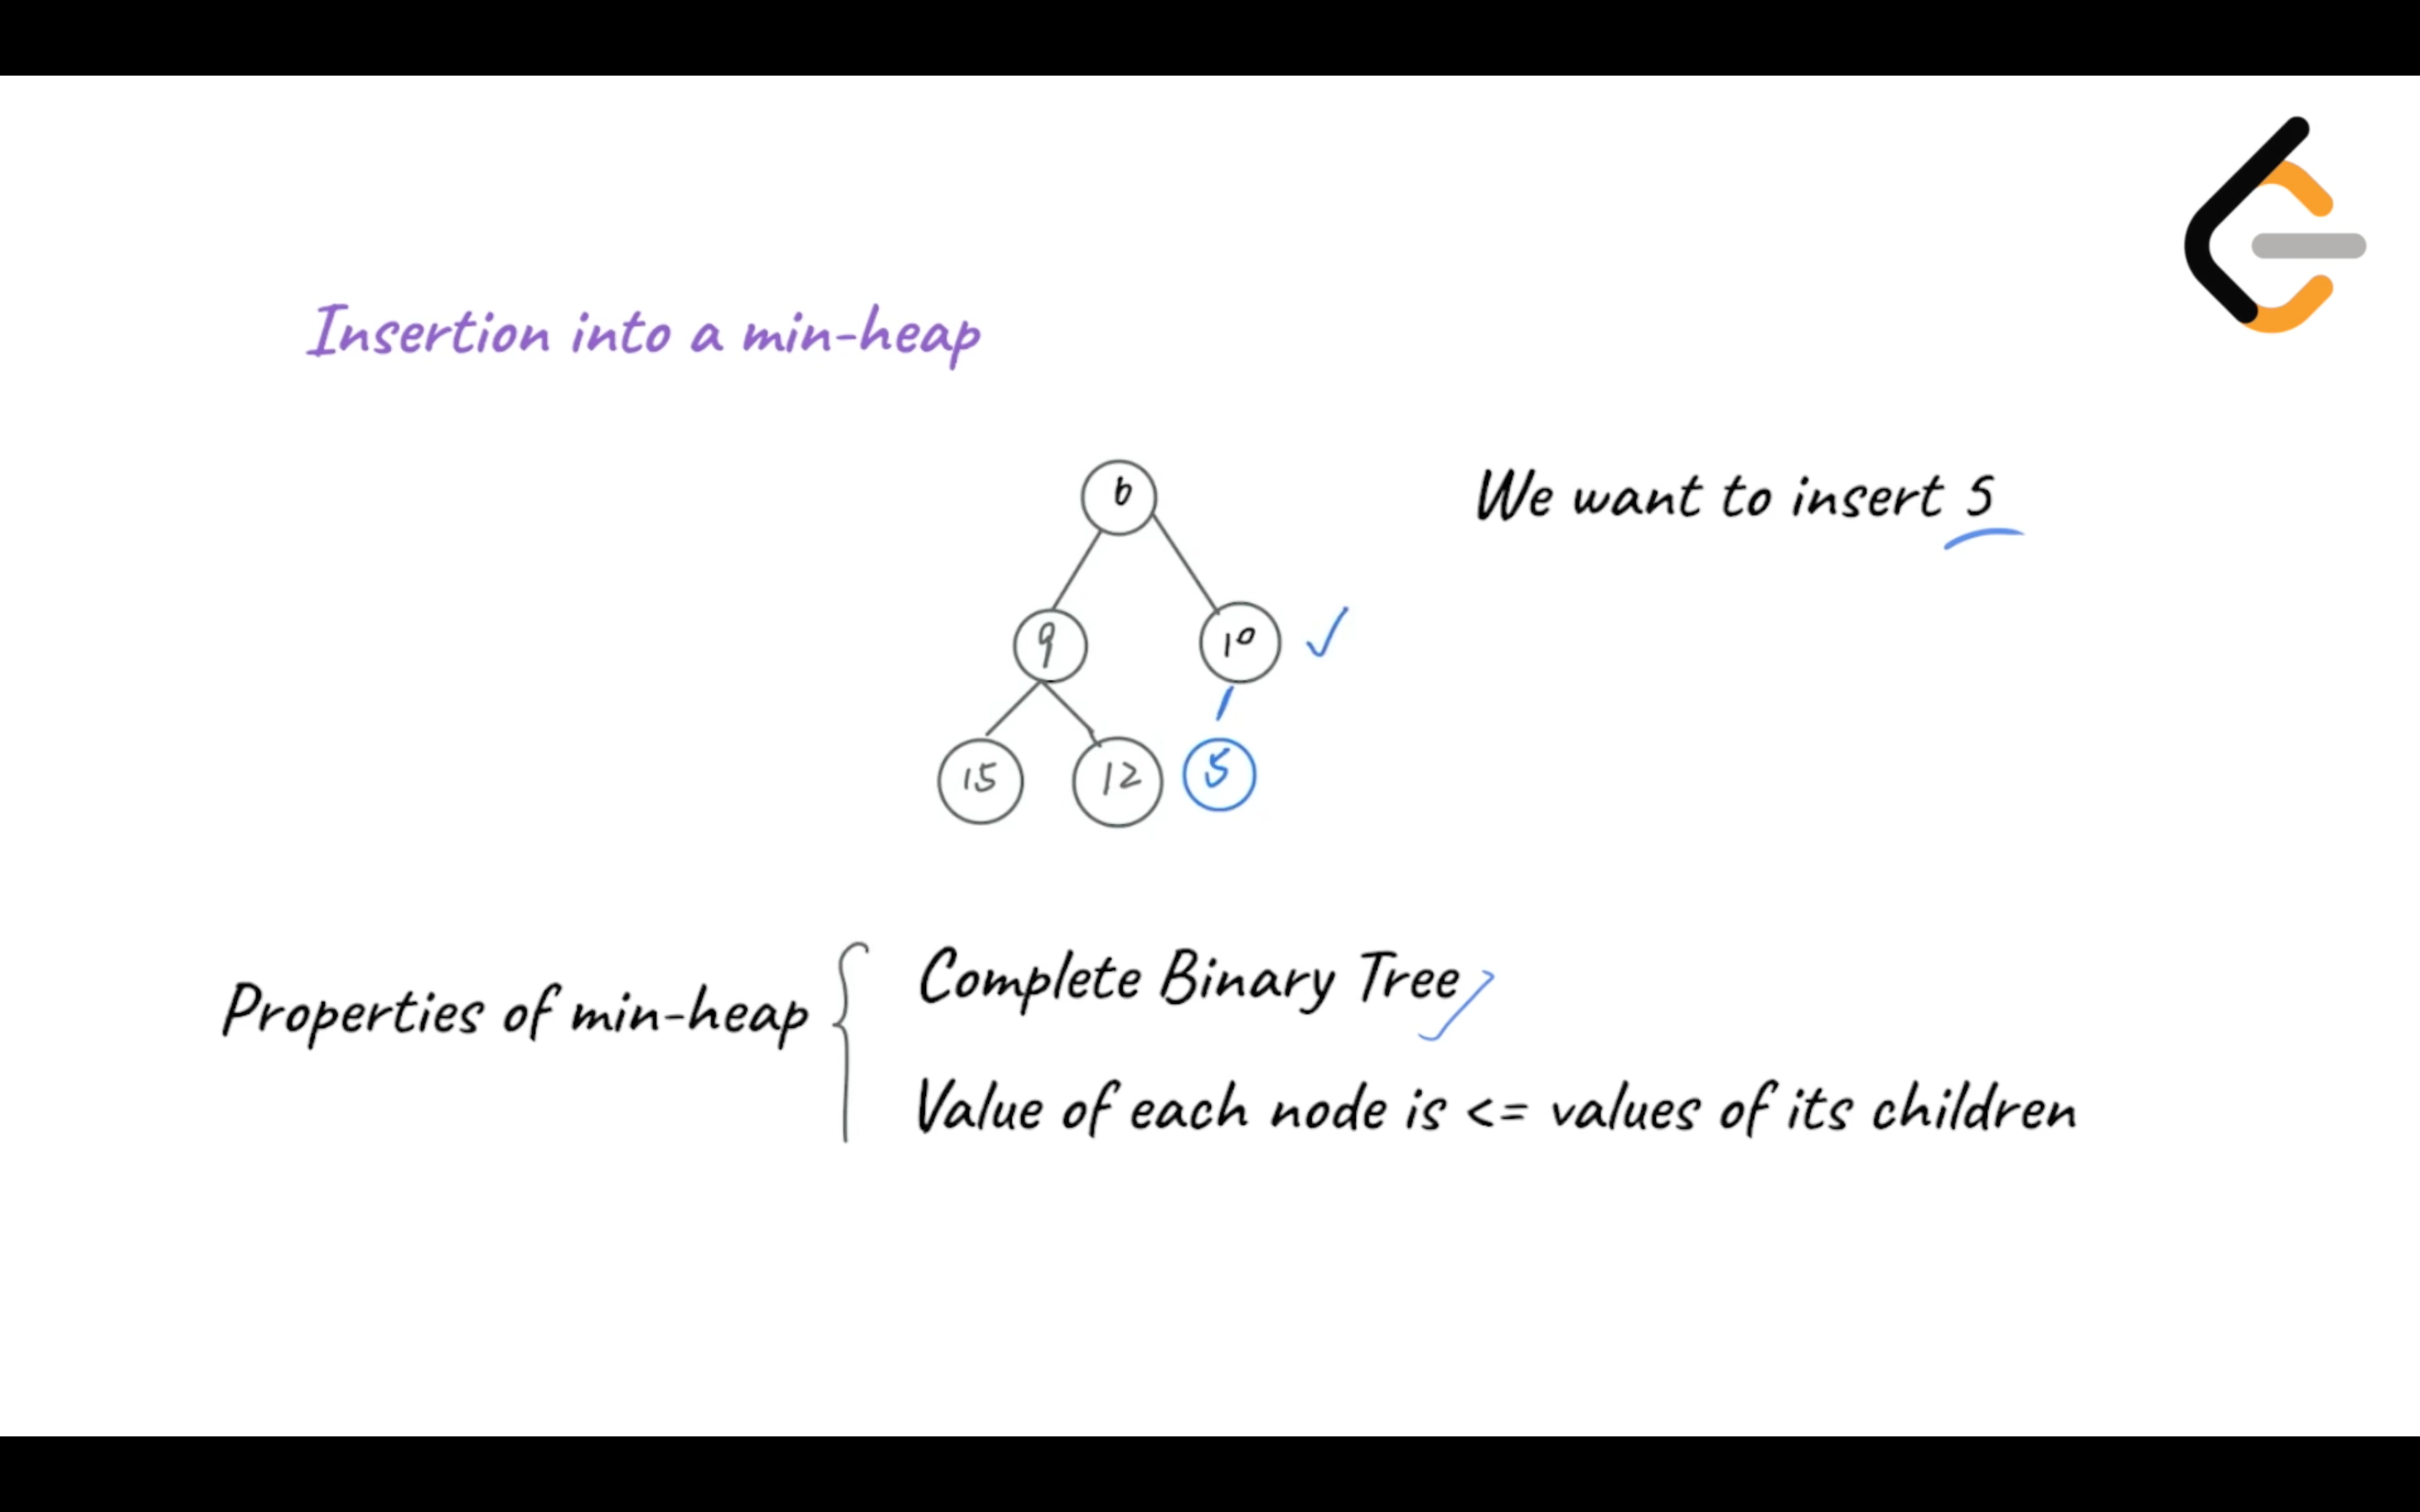 Insertion into a min-heap
6
We want to insert 5
9
10
15
12
5
Properties of min-heap
Complete Binary Tree
Value of each node is <= values of its children